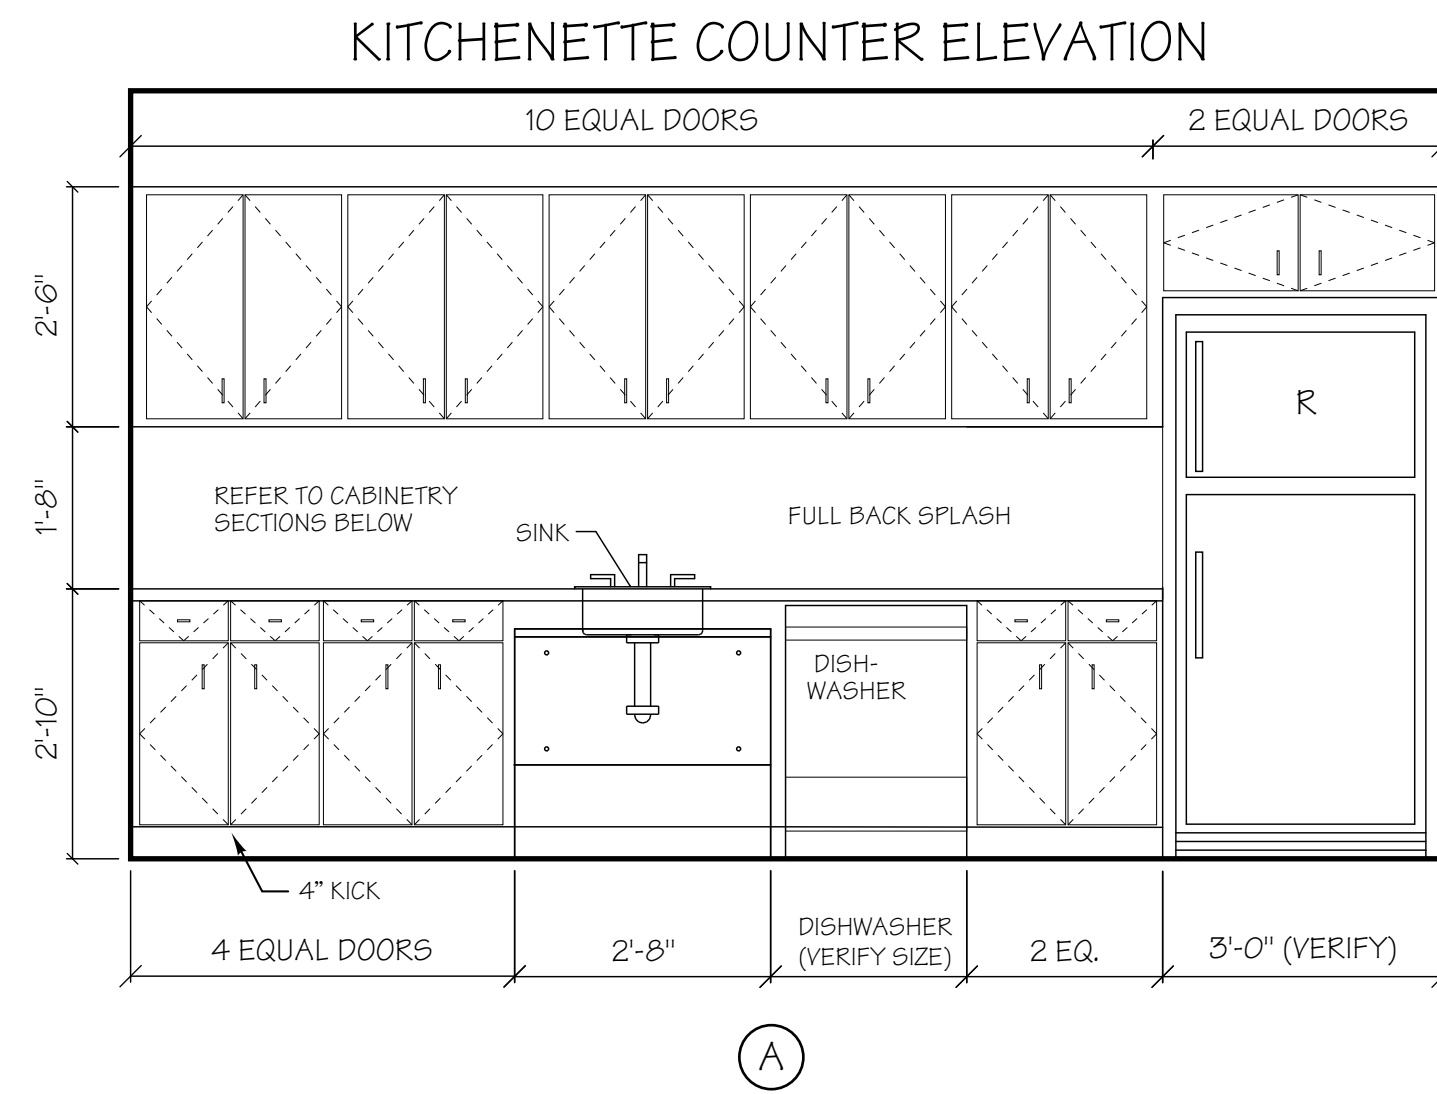 KITCHENETTE COUNTER ELEVATION
10 EQUAL DOORS
2 EQUAL DOORS
2'-6"
R
1'-8"
REFER TO CABINETRY
SECTIONS BELOW
SINK
FULL BACK SPLASH
2'-10"
DISH-
WASHER
4” KICK
4 EQUAL DOORS
2'-8"
DISHWASHER
(VERIFY SIZE)
2 EQ.
3'-0" (VERIFY)
A